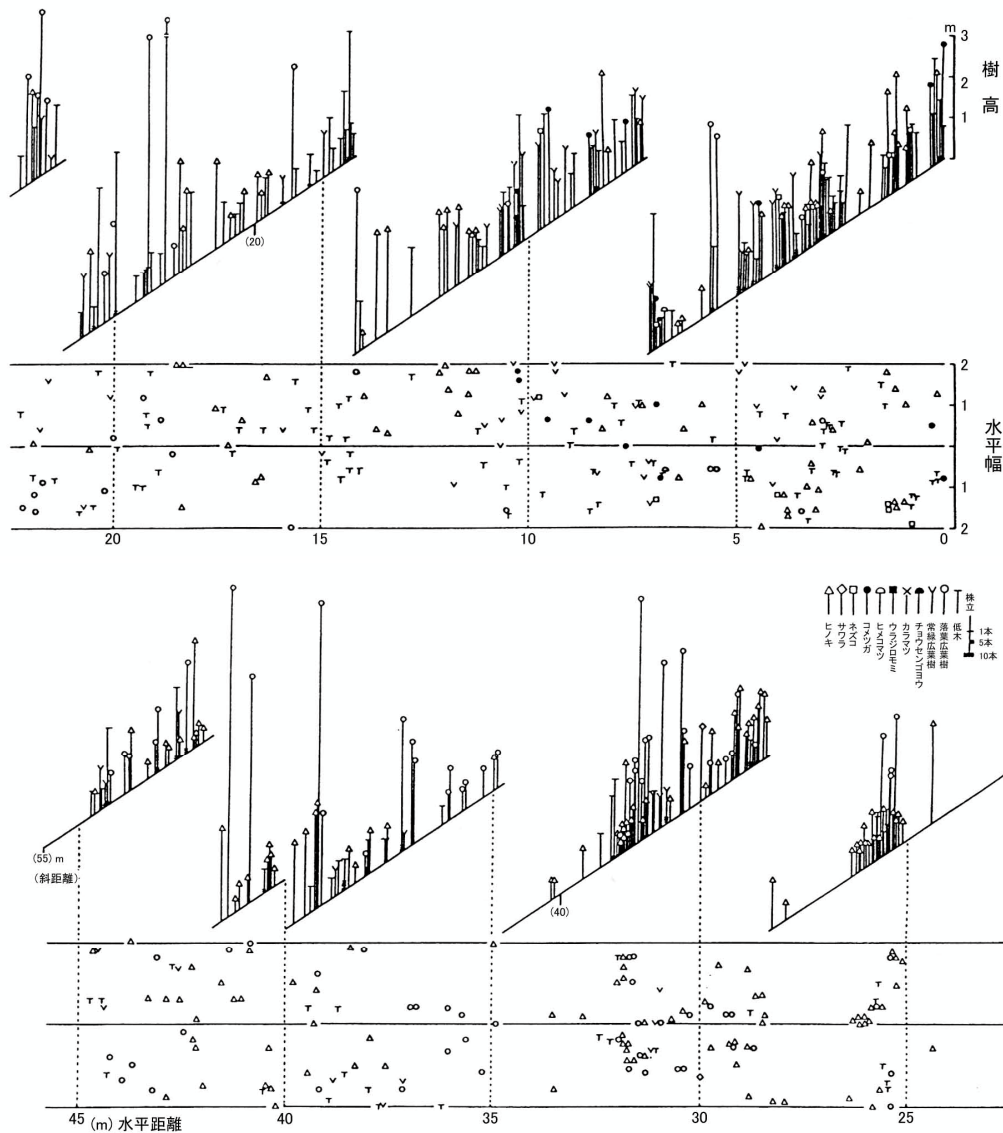 m
3
2
1
樹高
(20)
2
1
水平幅
1
2
20
15
10
5
0
ヒノキ
サワラ
ネズコ
コメツガ
ヒメコマツ
ウラジロモミ
カラマツ
チョウセンゴヨウ
常緑広葉樹
落葉広葉樹
低木
株立
1本
5本
10本
(55) m
(斜距離)
(40)
45
40
35
30
25
(m) 水平距離